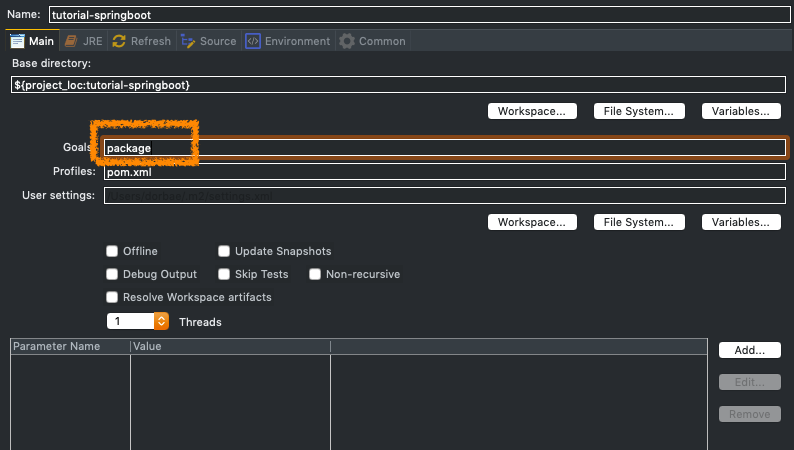 Name: tutorial-springboot
Main JRE Refresh Source Environment Common
Base directory:
${project_loc:tutorial-springboot}
Workspace... File System... Variables...
Goals package
Profiles: pom.xml
User settings:
Workspace... File System... Variables...
Offline Update Snapshots
Debug Output Skip Tests Non-recursive
Resolve Workspace artifacts
1 Threads
Parameter Name Value
Add...
Edit...
Remove